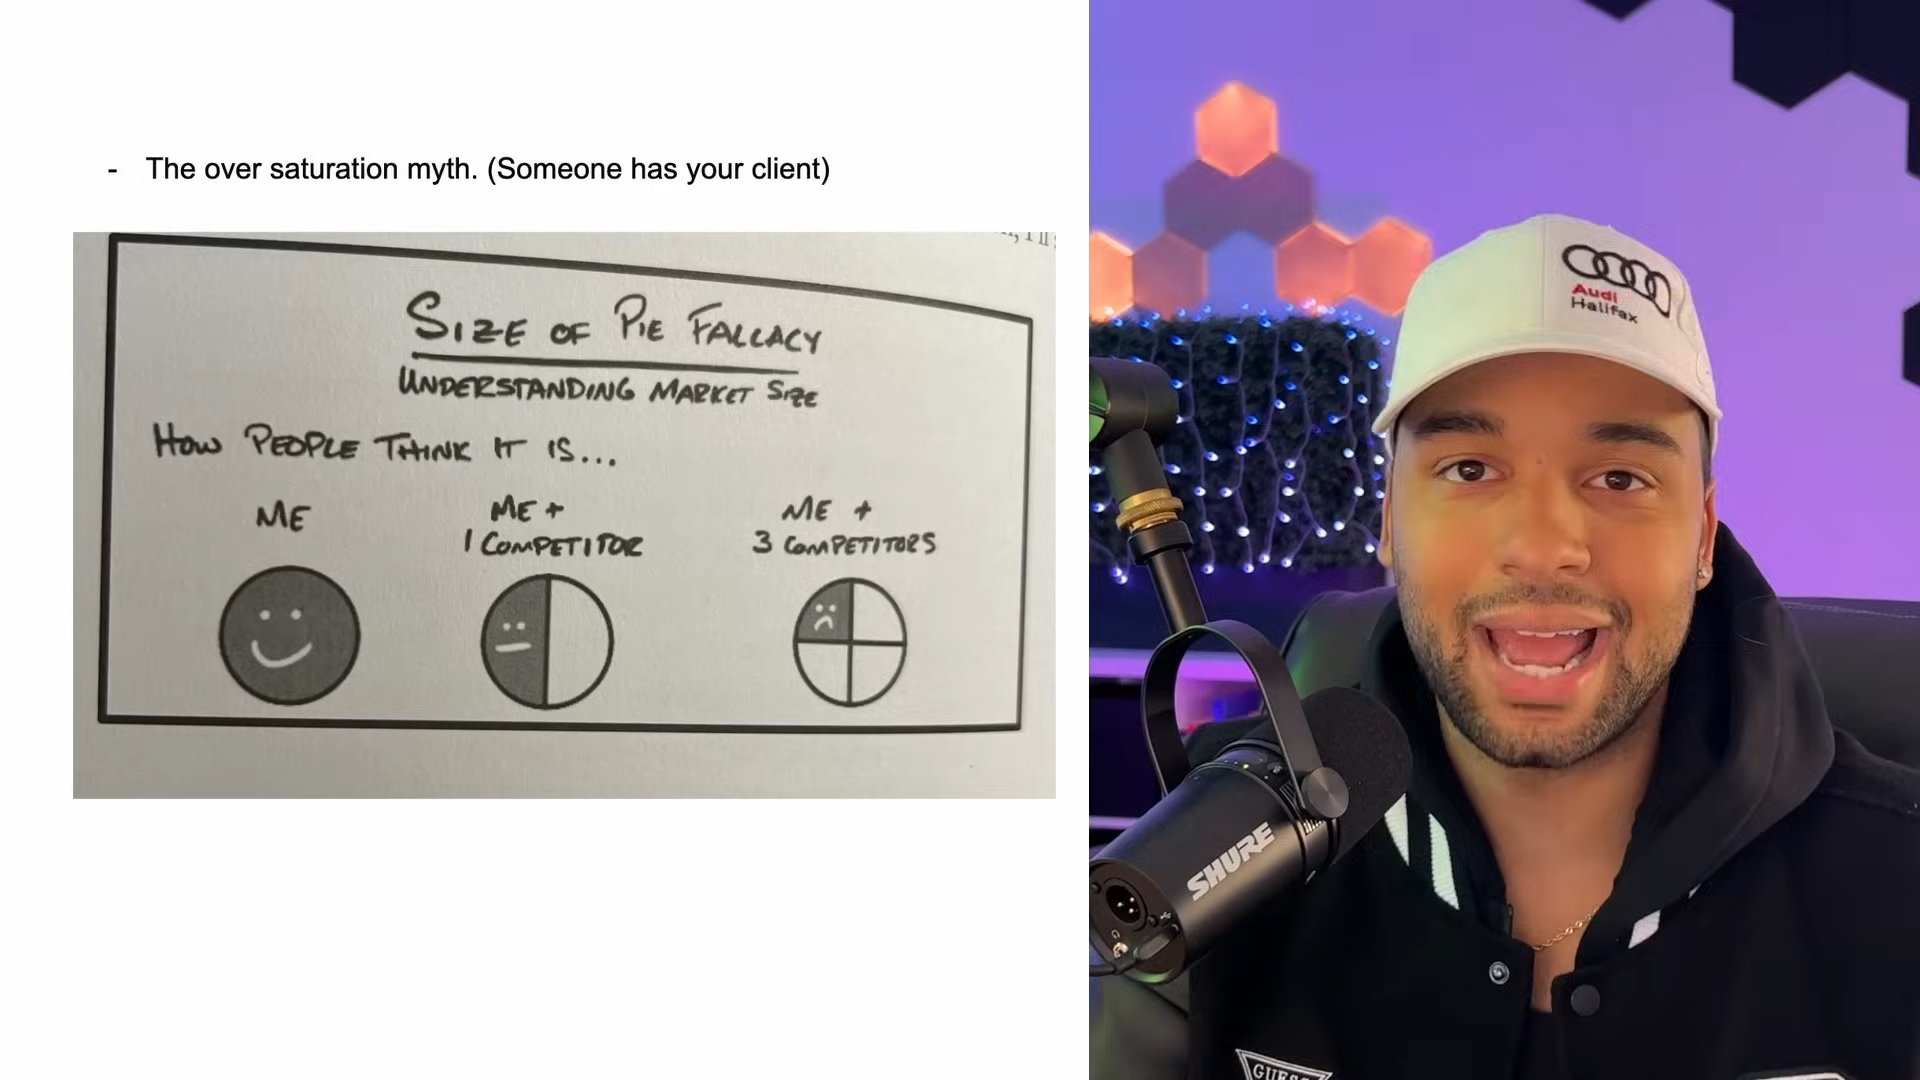 - The over saturation myth. (Someone has your client)
SIZE OF PIE FALLACY
UNDERSTANDING MARKET SIZE
HOW PEOPLE THINK IT IS...
ME
ME +
1 COMPETITOR
ME +
3 COMPETITORS
Audi
Halifax
SHURE
GUESS